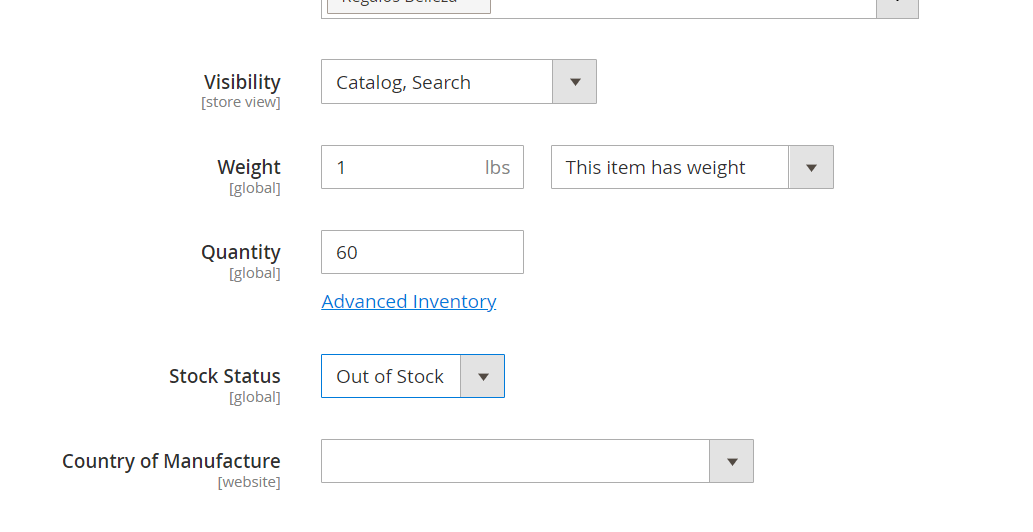 Visibility
[store view]
Catalog, Search
Weight
[global]
1 lbs
This item has weight
Quantity
[global]
60
Advanced Inventory
Stock Status
[global]
Out of Stock
Country of Manufacture
[website]